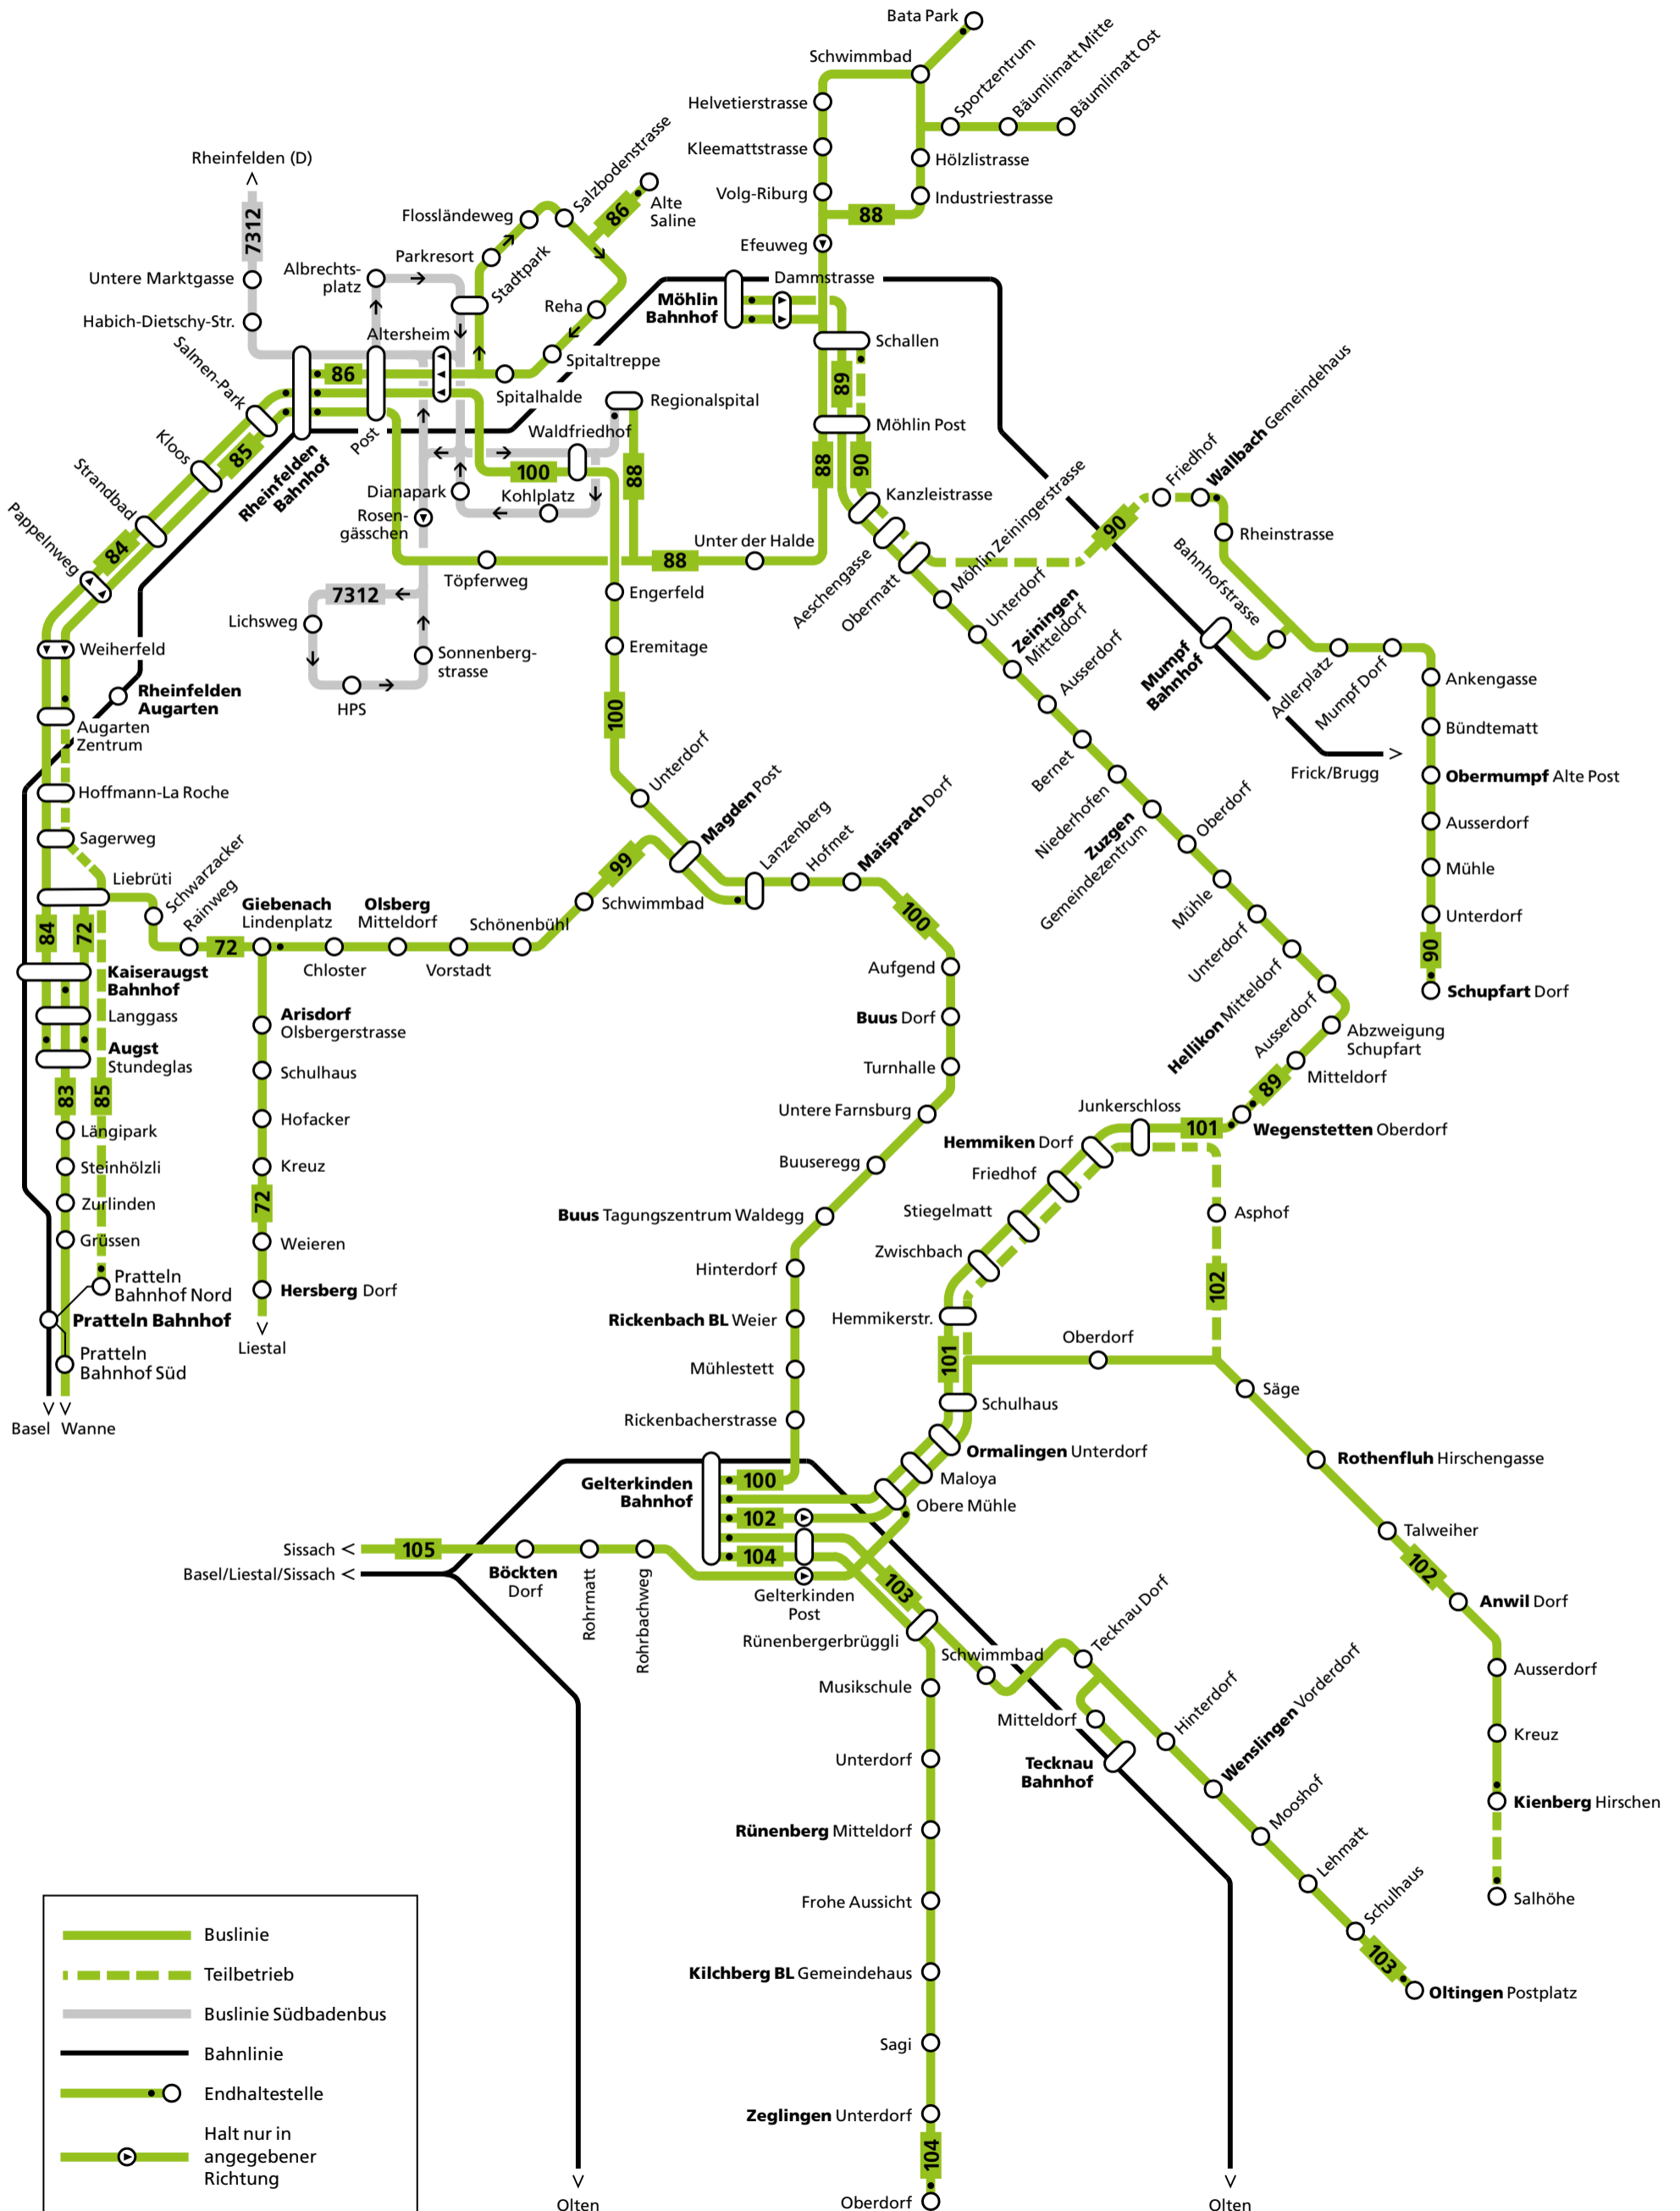 Bata Park
Schwimmbad
Sportzentrum
Bäumlimatt Mitte
Bäumlimatt Ost
Helvetierstrasse
Kleemattstrasse
Hölzlistrasse
Volg-Riburg
Industriestrasse
88
Efeuweg
Rheinfelden (D)
7312
Untere Marktgasse
Habich-Dietschy-Str.
Albrechts-
platz
Altersheim
Flossländeweg
Parkresort
Stadtpark
Salzbodenstrasse
86
Alte
Saline
Reha
Spitaltreppe
Spitalhalde
Möhlin
Bahnhof
Dammstrasse
Schallen
89
Möhlin Post
88
90
Salmen-Park
86
Kloos
85
Strandbad
84
Pappelnweg
Rheinfelden
Bahnhof
Post
Regionalspital
Waldfriedhof
100
88
Dianapark
Kohlplatz
Rosen-
gässchen
Töpferweg
88
Unter der Halde
7312
Lichsweg
HPS
Sonnenberg-
strasse
Engerfeld
Eremitage
100
Kanzleistrasse
Aeschengasse
Obermatt
Möhlin Zeiningerstrasse
Unterdorf
Zeiningen
Mitteldorf
Ausserdorf
Bernet
Niederhofen
Zuzgen
Gemeindezentrum
Oberdorf
Mühle
Unterdorf
Hellikon Mitteldorf
Ausserdorf
Abzweigung
Schupfart
Mitteldorf
89
Wegenstetten Oberdorf
90
Friedhof
Wallbach Gemeindehaus
Rheinstrasse
Bahnhofstrasse
Mumpf
Bahnhof
Adlerplatz
Mumpf Dorf
Frick/Brugg
Ankengasse
Bündtematt
Obermumpf Alte Post
Ausserdorf
Mühle
Unterdorf
90
Schupfart Dorf
Weiherfeld
Rheinfelden
Augarten
Augarten
Zentrum
Hoffmann-La Roche
Sagerweg
Liebrüti
Schwarzacker
Rainweg
84
72
72
Giebenach
Lindenplatz
Chloster
Olsberg
Mitteldorf
Vorstadt
Schönenbühl
Schwimmbad
99
Unterdorf
Magden Post
Lanzenberg
Hofmet
Maisprach Dorf
100
Kaiseraugst
Bahnhof
Langgass
Augst
Stundeglas
83
85
Längipark
Steinhölzli
Zurlinden
Grüssen
Pratteln
Bahnhof Nord
Pratteln Bahnhof
Pratteln
Bahnhof Süd
Basel
Wanne
Arisdorf
Olsbergerstrasse
Schulhaus
Hofacker
Kreuz
72
Weieren
Hersberg Dorf
Liestal
Aufgend
Buus Dorf
Turnhalle
Untere Farnsburg
Buuseregg
Buus Tagungszentrum Waldegg
Hinterdorf
Rickenbach BL Weier
Mühlestett
Rickenbacherstrasse
Junkerschloss
101
Hemmiken Dorf
Friedhof
Stiegelmatt
Zwischbach
Hemmikerstr.
101
Asphof
102
Oberdorf
Schulhaus
Ormalingen Unterdorf
Maloya
Obere Mühle
Säge
Rothenfluh Hirschengasse
Talweiher
102
Anwil Dorf
Ausserdorf
Kreuz
Kienberg Hirschen
Salhöhe
Gelterkinden
Bahnhof
100
102
104
Gelterkinden
Post
Sissach
105
Basel/Liestal/Sissach
Böckten
Dorf
Rohrmatt
Rohrbachweg
103
Rünenbergerbrüggli
Schwimmbad
Tecknau Dorf
Mitteldorf
Tecknau
Bahnhof
Hinterdorf
Wenslingen Vorderdorf
Mooshof
Lehmatt
Schulhaus
103
Oltingen Postplatz
Musikschule
Unterdorf
Rünenberg Mitteldorf
Frohe Aussicht
Kilchberg BL Gemeindehaus
Sagi
Zeglingen Unterdorf
104
Oberdorf
Olten
Olten
Buslinie
Teilbetrieb
Buslinie Südbadenbus
Bahnlinie
Endhaltestelle
Halt nur in
angegebener
Richtung